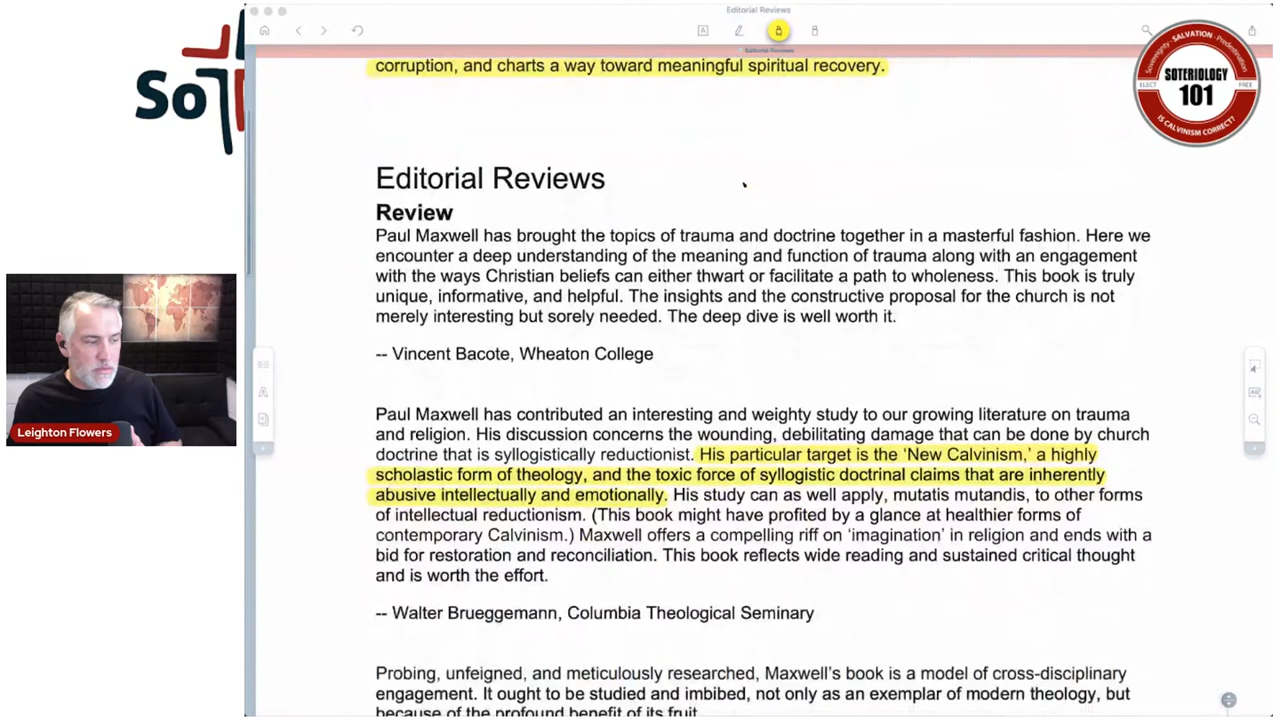 Editorial Reviews
Editorial Reviews
corruption, and charts a way toward meaningful spiritual recovery.
So
Sovereignty - SALVATION - Predestination
ELECT
SOTERIOLOGY
FREE
101
IS CALVINISM CORRECT?
Editorial Reviews
Review
Paul Maxwell has brought the topics of trauma and doctrine together in a masterful fashion. Here we
encounter a deep understanding of the meaning and function of trauma along with an engagement
with the ways Christian beliefs can either thwart or facilitate a path to wholeness. This book is truly
unique, informative, and helpful. The insights and the constructive proposal for the church is not
merely interesting but sorely needed. The deep dive is well worth it.
-- Vincent Bacote, Wheaton College
Paul Maxwell has contributed an interesting and weighty study to our growing literature on trauma
and religion. His discussion concerns the wounding, debilitating damage that can be done by church
doctrine that is syllogistically reductionist. His particular target is the ‘New Calvinism,’ a highly
scholastic form of theology, and the toxic force of syllogistic doctrinal claims that are inherently
abusive intellectually and emotionally. His study can as well apply, mutatis mutandis, to other forms
of intellectual reductionism. (This book might have profited by a glance at healthier forms of
contemporary Calvinism.) Maxwell offers a compelling riff on ‘imagination’ in religion and ends with a
bid for restoration and reconciliation. This book reflects wide reading and sustained critical thought
and is worth the effort.
-- Walter Brueggemann, Columbia Theological Seminary
Probing, unfeigned, and meticulously researched, Maxwell’s book is a model of cross-disciplinary
engagement. It ought to be studied and imbibed, not only as an exemplar of modern theology, but
because of the profound benefit of its fruit
Leighton Flowers